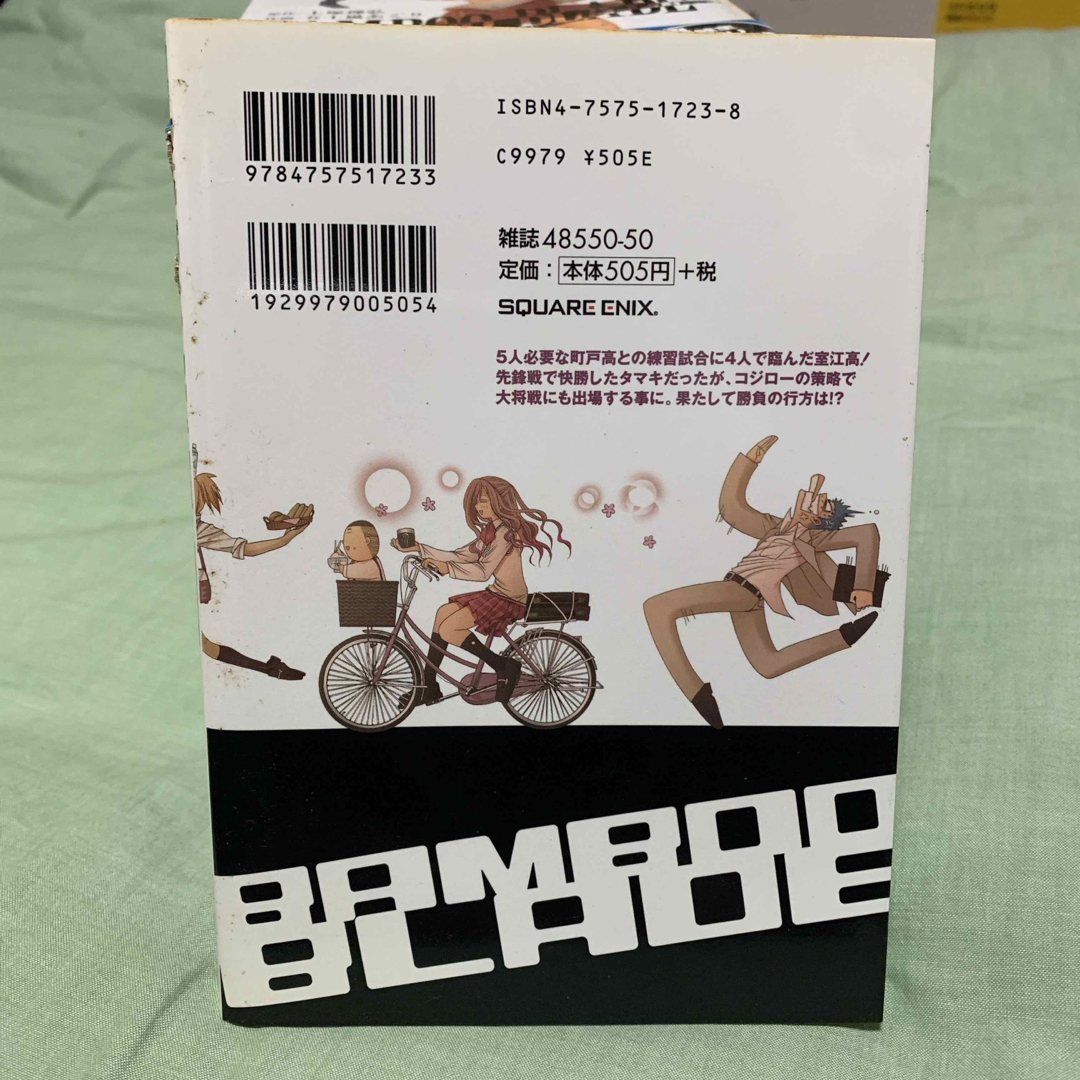 ISBN4-7575-1723-8
9784757517233
C9979 ¥505E
雑誌48550-50
定価：本体505円+税
1929979005054
SQUARE ENIX®
5人必要な町戸高との練習試合に4人で臨んだ室江高！
先鋒戦で快勝したタマキだったが、コジローの策略で
大将戦にも出場する事に。果たして勝負の行方は!?
BAMBOO
BLADE